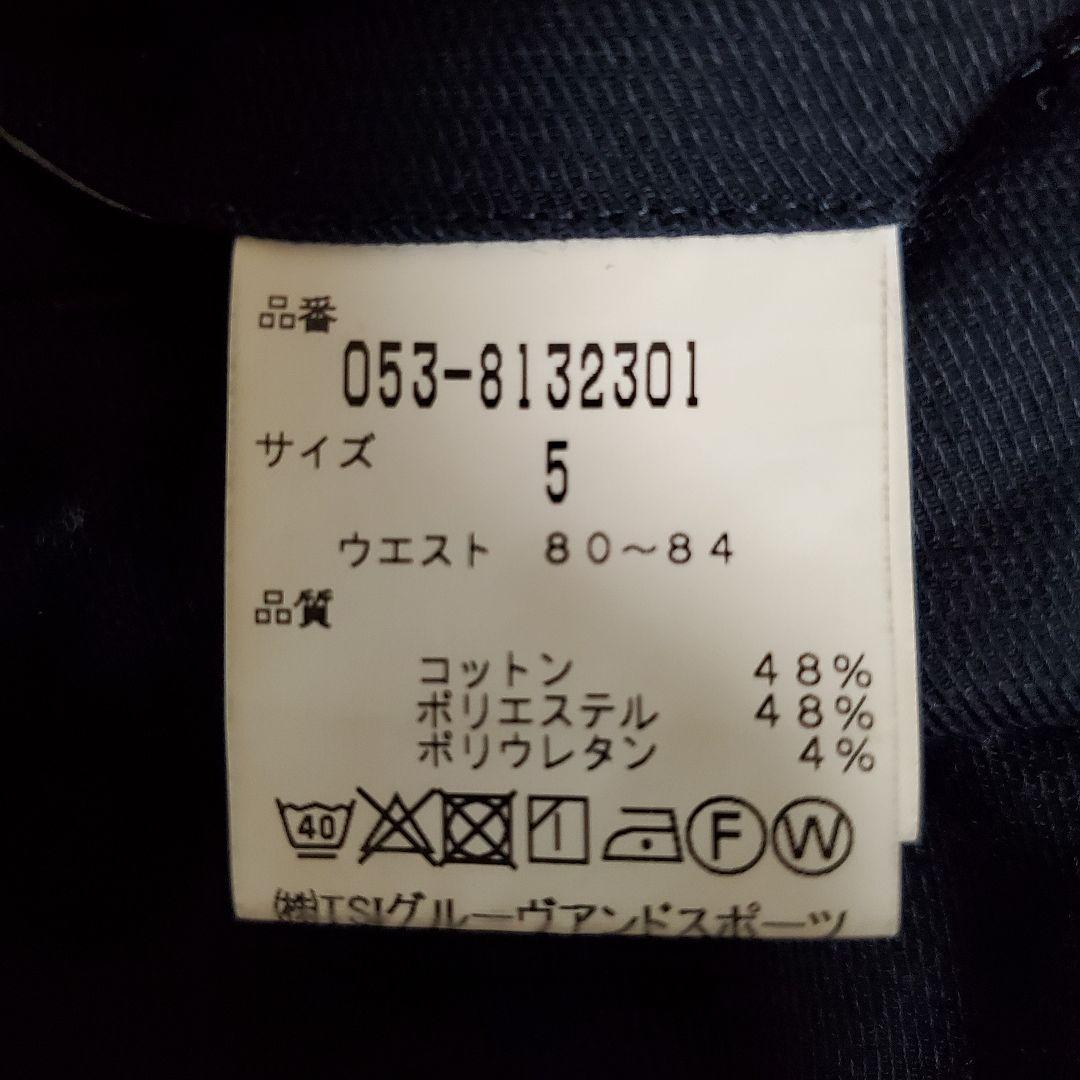 品番
053-8132301
サイズ 5
ウエスト 80～84
品質
コットン 48%
ポリエステル 48%
ポリウレタン 4%
40 F W
㈱TSIグルーヴアンドスポーツ